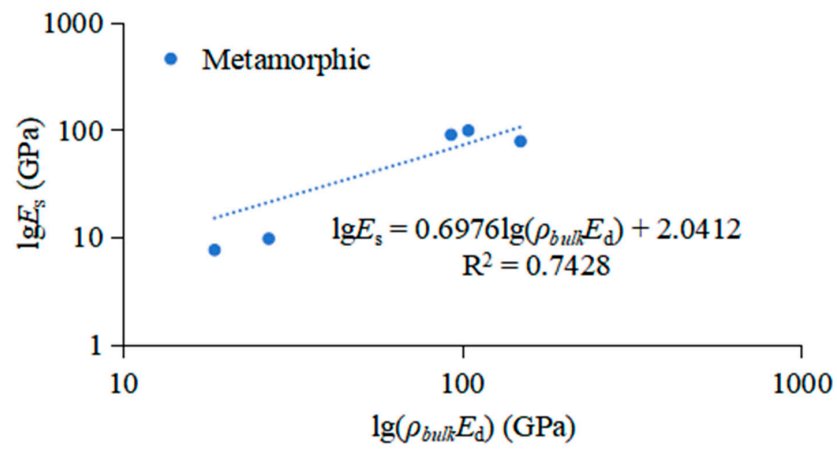 1000
Metamorphic
100
lgEₛ (GPa)
10
lgEₛ = 0.6976lg(ρbulkEd) + 2.0412
R² = 0.7428
1
10 100 1000
lg(ρbulkEd) (GPa)